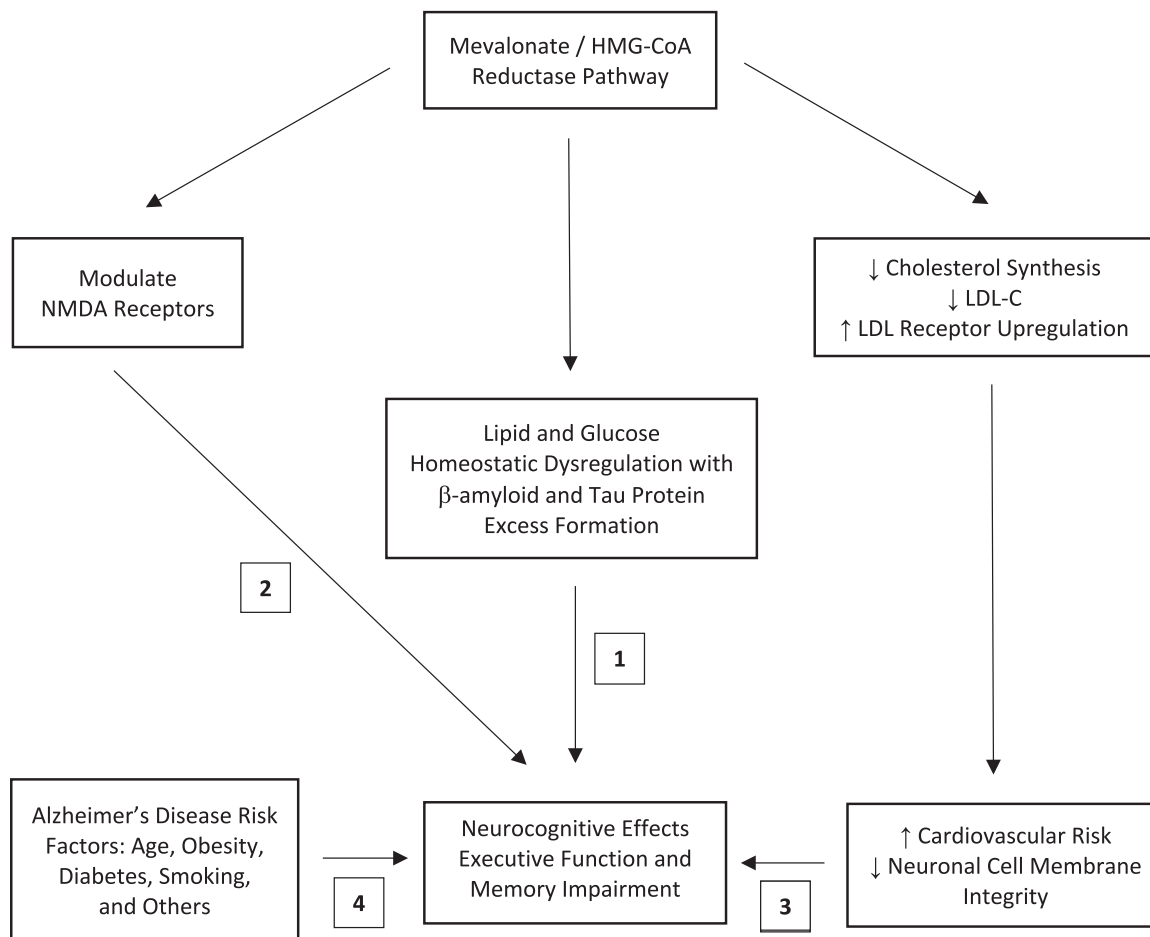 Mevalonate / HMG-CoA
Reductase Pathway
Modulate
NMDA Receptors
↓ Cholesterol Synthesis
↓ LDL-C
↑ LDL Receptor Upregulation
Lipid and Glucose
Homeostatic Dysregulation with
β-amyloid and Tau Protein
Excess Formation
2
1
Alzheimer’s Disease Risk
Factors: Age, Obesity,
Diabetes, Smoking,
and Others
4
Neurocognitive Effects
Executive Function and
Memory Impairment
3
↑ Cardiovascular Risk
↓ Neuronal Cell Membrane
Integrity